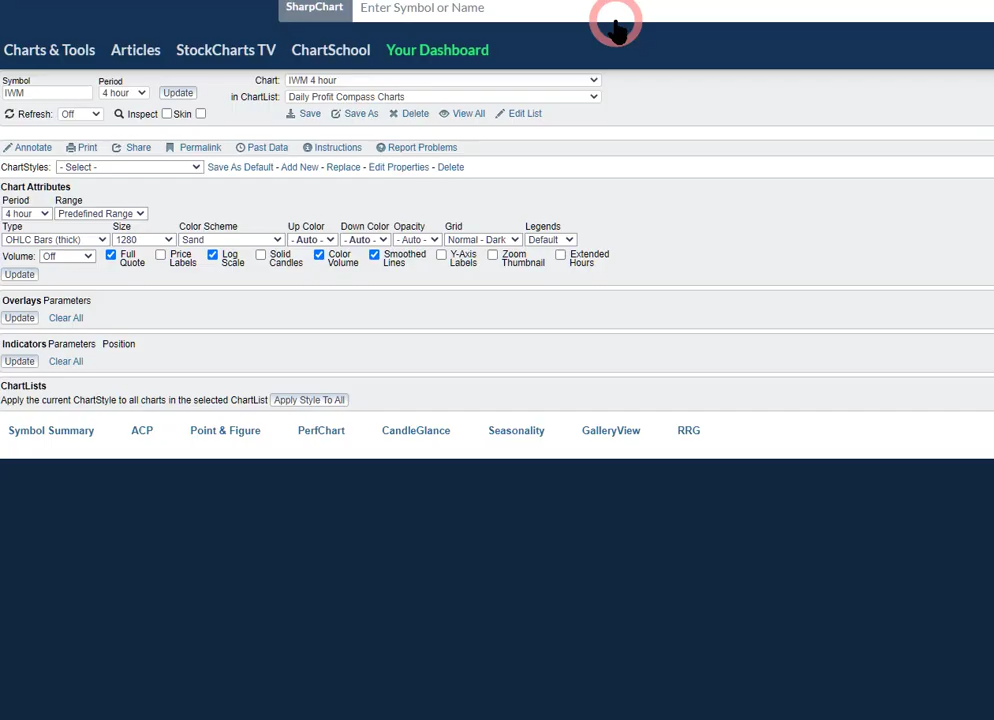 SharpChart Enter Symbol or Name
Charts & Tools Articles StockCharts TV ChartSchool Your Dashboard
Symbol Period Chart: IWM 4 hour
IWM 4 hour Update in ChartList: Daily Profit Compass Charts
Refresh: Off Inspect Skin Save Save As Delete View All Edit List
Annotate Print Share Permalink Past Data Instructions Report Problems
ChartStyles: - Select - Save As Default - Add New - Replace - Edit Properties - Delete
Chart Attributes
Period Range
4 hour Predefined Range
Type Size Color Scheme Up Color Down Color Opacity Grid Legends
OHLC Bars (thick) 1280 Sand - Auto - - Auto - - Auto - Normal - Dark Default
Volume: Off Full Quote Price Labels Log Scale Solid Candles Color Volume Smoothed Lines Y-Axis Labels Zoom Thumbnail Extended Hours
Update
Overlays Parameters
Update Clear All
Indicators Parameters Position
Update Clear All
ChartLists
Apply the current ChartStyle to all charts in the selected ChartList Apply Style To All
Symbol Summary ACP Point & Figure PerfChart CandleGlance Seasonality GalleryView RRG